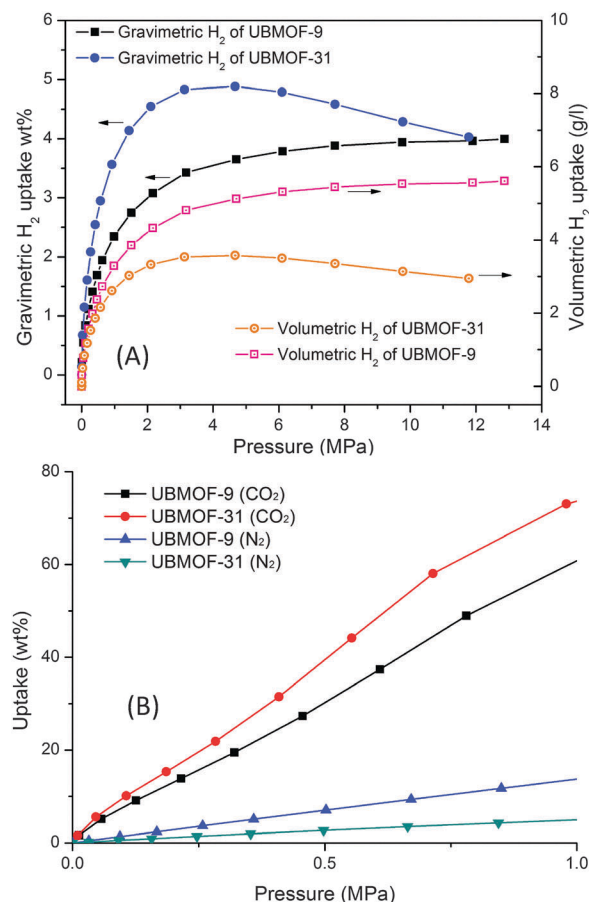 Gravimetric H2 of UBMOF-9
Gravimetric H2 of UBMOF-31
Gravimetric H2 uptake wt%
6
5
4
3
2
1
0
Volumetric H2 uptake (g/l)
10
8
6
4
2
0
(A)
Volumetric H2 of UBMOF-31
Volumetric H2 of UBMOF-9
0 2 4 6 8 10 12 14
Pressure (MPa)
UBMOF-9 (CO2)
UBMOF-31 (CO2)
UBMOF-9 (N2)
UBMOF-31 (N2)
Uptake (wt%)
80
60
40
20
0
(B)
0.0 0.5 1.0
Pressure (MPa)